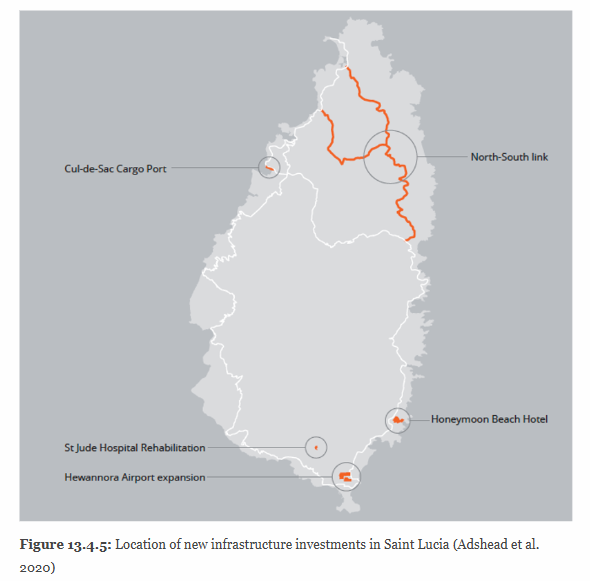 North-South link
Cul-de-Sac Cargo Port
Honeymoon Beach Hotel
St Jude Hospital Rehabilitation
Hewannora Airport expansion
Figure 13.4.5: Location of new infrastructure investments in Saint Lucia (Adshead et al.
2020)